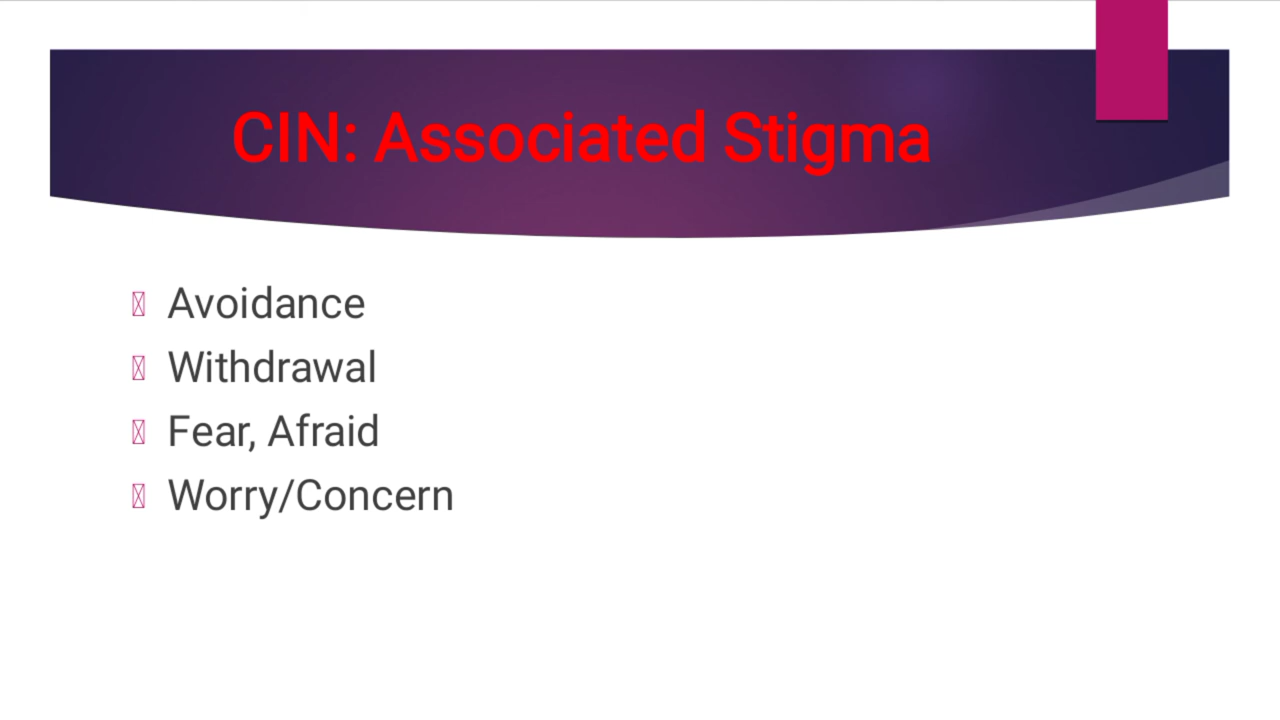 CIN: Associated Stigma
Avoidance
Withdrawal
Fear, Afraid
Worry/Concern